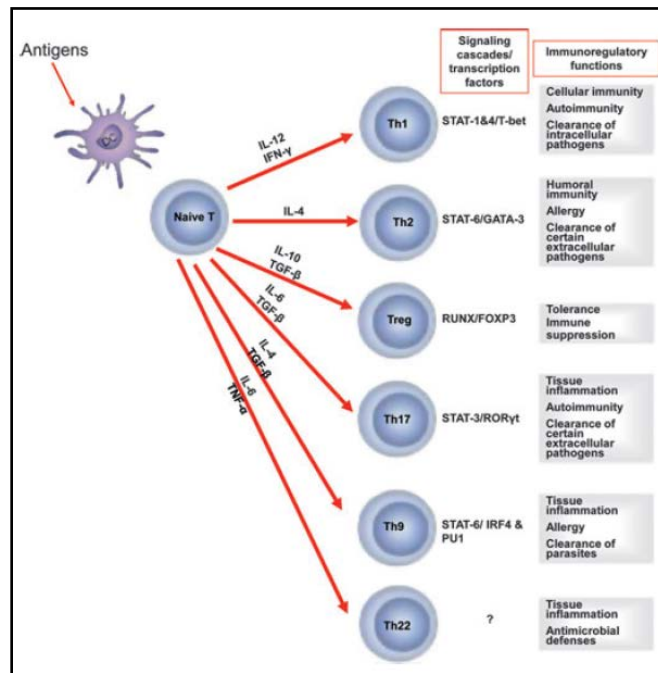 Antigens
Signaling
cascades/
transcription
factors
Immunoregulatory
functions
Naive T
IL-12
IFN-γ
Th1
STAT-1&4/T-bet
Cellular immunity
Autoimmunity
Clearance of
intracellular
pathogens
IL-4
Th2
STAT-6/GATA-3
Humoral
immunity
Allergy
Clearance of
certain
extracellular
pathogens
IL-10
TGF-β
Treg
RUNX/FOXP3
Tolerance
Immune
suppression
IL-6
TGF-β
Th17
STAT-3/RORγt
Tissue
inflammation
Autoimmunity
Clearance of
certain
extracellular
pathogens
IL-4
TGF-β
Th9
STAT-6/ IRF4 &
PU1
Tissue
inflammation
Allergy
Clearance of
parasites
IL-6
TNF-α
Th22
?
Tissue
inflammation
Antimicrobial
defenses